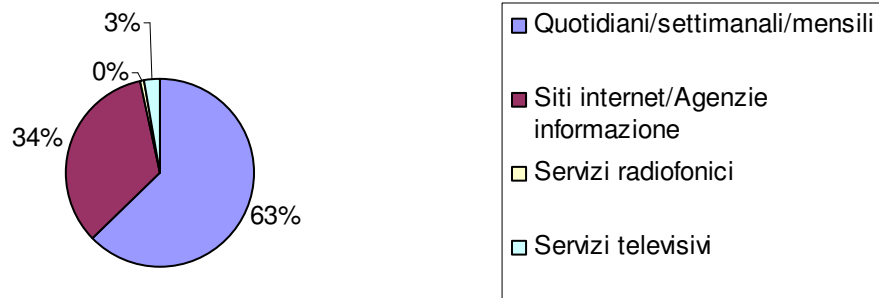 3%
0%
34%
63%
Quotidiani/settimanali/mensili
Siti internet/Agenzie
informazione
Servizi radiofonici
Servizi televisivi